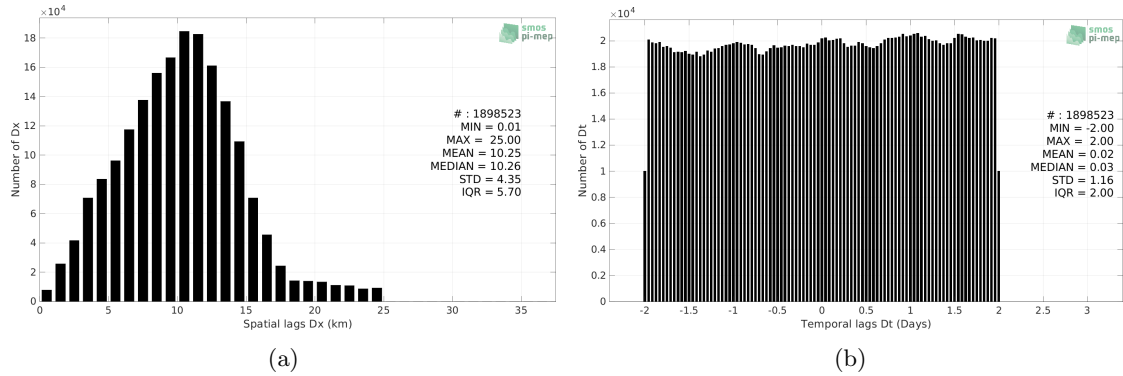 ×10⁴
18
16
14
12
10
8
6
4
2
0
Number of Dx
0
5
10
15
20
25
30
35
Spatial lags Dx (km)
smos
pi-mep
# : 1898523
MIN = 0.01
MAX = 25.00
MEAN = 10.25
MEDIAN = 10.26
STD = 4.35
IQR = 5.70
(a)
×10⁴
2
1.8
1.6
1.4
1.2
1
0.8
0.6
0.4
0.2
0
Number of Dt
-2
-1.5
-1
-0.5
0
0.5
1
1.5
2
2.5
3
Temporal lags Dt (Days)
smos
pi-mep
# : 1898523
MIN = -2.00
MAX = 2.00
MEAN = 0.02
MEDIAN = 0.03
STD = 1.16
IQR = 2.00
(b)